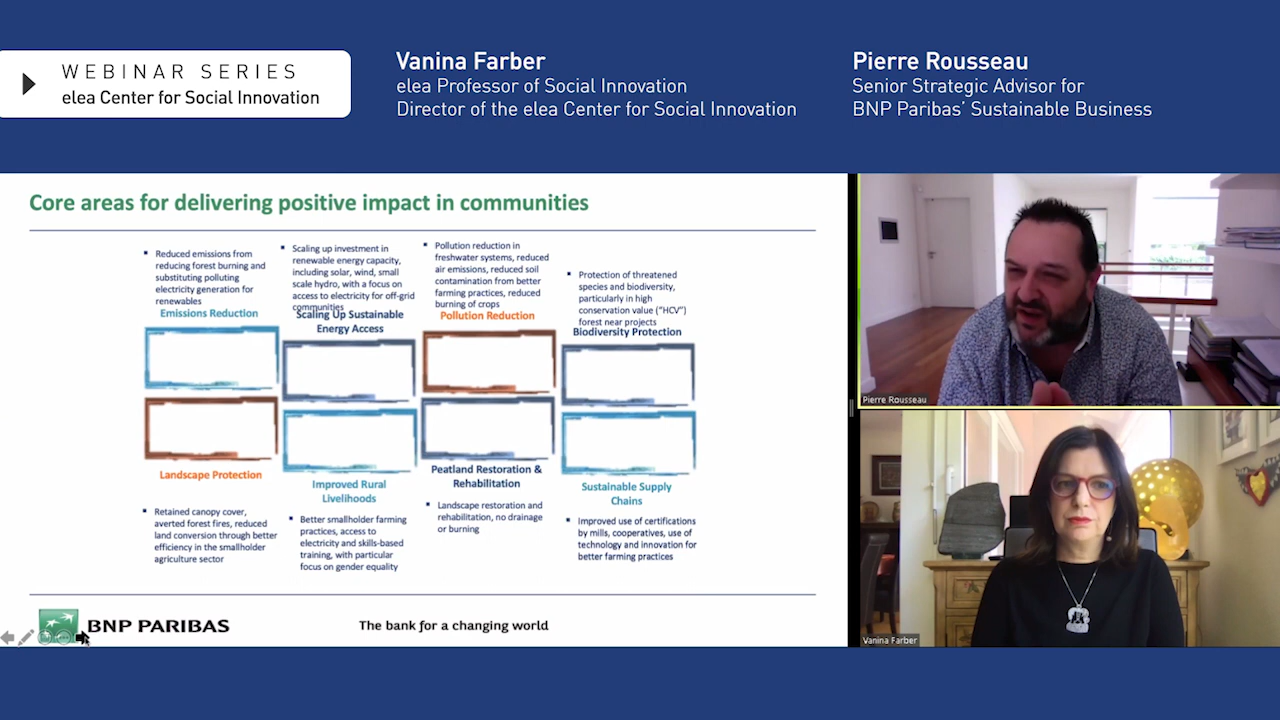 WEBINAR SERIES
elea Center for Social Innovation
Vanina Farber
elea Professor of Social Innovation
Director of the elea Center for Social Innovation
Pierre Rousseau
Senior Strategic Advisor for
BNP Paribas’ Sustainable Business
Core areas for delivering positive impact in communities
Reduced emissions from
reducing forest burning and
substituting polluting
electricity generation for
renewables
Emissions Reduction
Scaling up investment in
renewable energy capacity,
including solar, wind, small
scale hydro, with a focus on
access to electricity for off-grid
communities
Scaling Up Sustainable
Energy Access
Pollution reduction in
freshwater systems, reduced
air emissions, reduced soil
contamination from better
farming practices, reduced
burning of crops
Pollution Reduction
Protection of threatened
species and biodiversity,
particularly in high
conservation value (“HCV”)
forest near projects
Biodiversity Protection
Landscape Protection
Retained canopy cover,
averted forest fires, reduced
land conversion through better
efficiency in the smallholder
agriculture sector
Improved Rural
Livelihoods
Better smallholder farming
practices, access to
electricity and skills-based
training, with particular
focus on gender equality
Peatland Restoration &
Rehabilitation
Landscape restoration and
rehabilitation, no drainage
or burning
Sustainable Supply
Chains
Improved use of certifications
by mills, cooperatives, use of
technology and innovation for
better farming practices
BNP PARIBAS
The bank for a changing world
Pierre Rousseau
Vanina Farber